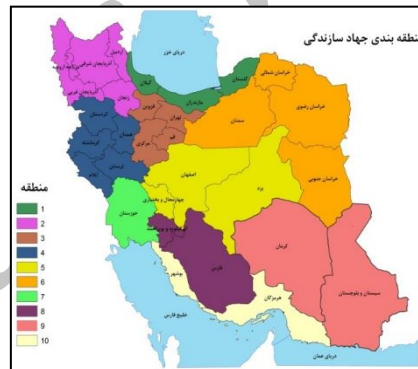 منطقه بندی جهاد سازندگی
دریای خزر
اردبیل
آذربایجان شرقی
آذربایجان غربی
زنجان
گیلان
مازندران
گلستان
خراسان شمالی
خراسان رضوی
سمنان
قزوین
تهران
قم
مرکزی
کردستان
همدان
کرمانشاه
لرستان
ایلام
اصفهان
یزد
خراسان جنوبی
چهارمحال و بختیاری
خوزستان
فارس
کرمان
بوشهر
هرمزگان
سیستان و بلوچستان
خلیج فارس
دریای عمان
منطقه
1
2
3
4
5
6
7
8
9
10